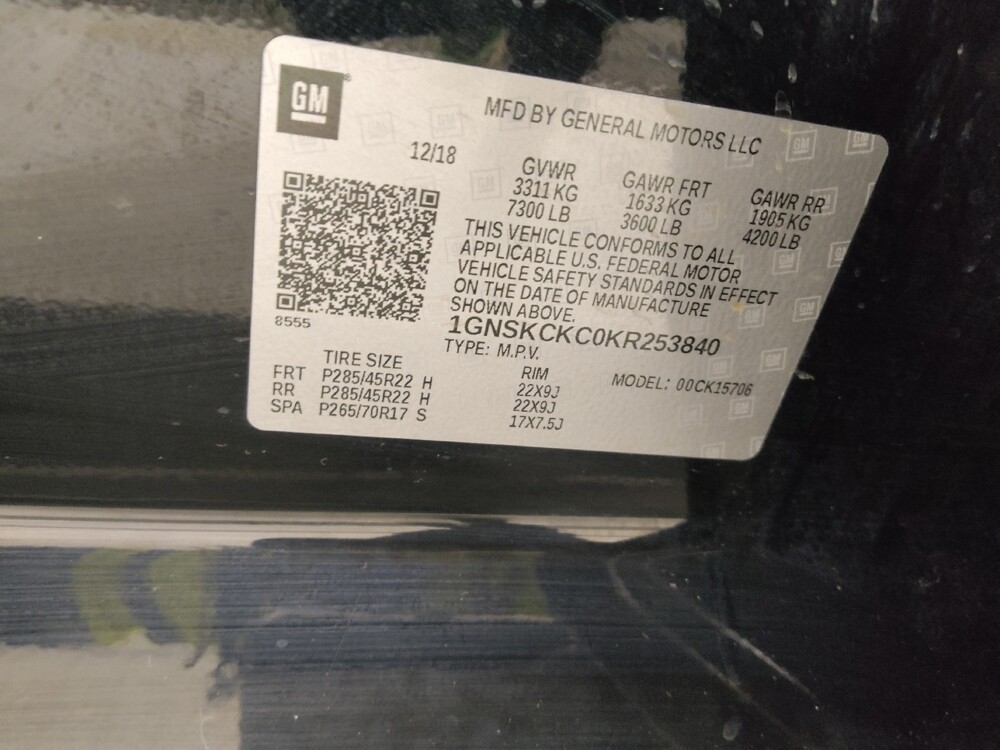 GM
MFD BY GENERAL MOTORS LLC
12/18
GVWR GAWR FRT GAWR RR
3311 KG 1633 KG 1905 KG
7300 LB 3600 LB 4200 LB
THIS VEHICLE CONFORMS TO ALL
APPLICABLE U.S. FEDERAL MOTOR
VEHICLE SAFETY STANDARDS IN EFFECT
ON THE DATE OF MANUFACTURE
SHOWN ABOVE.
8555
1GNSKCKC0KR253840
TYPE: M.P.V.
TIRE SIZE RIM MODEL: 00CK15706
FRT P285/45R22 H 22X9J
RR P285/45R22 H 22X9J
SPA P265/70R17 S 17X7.5J